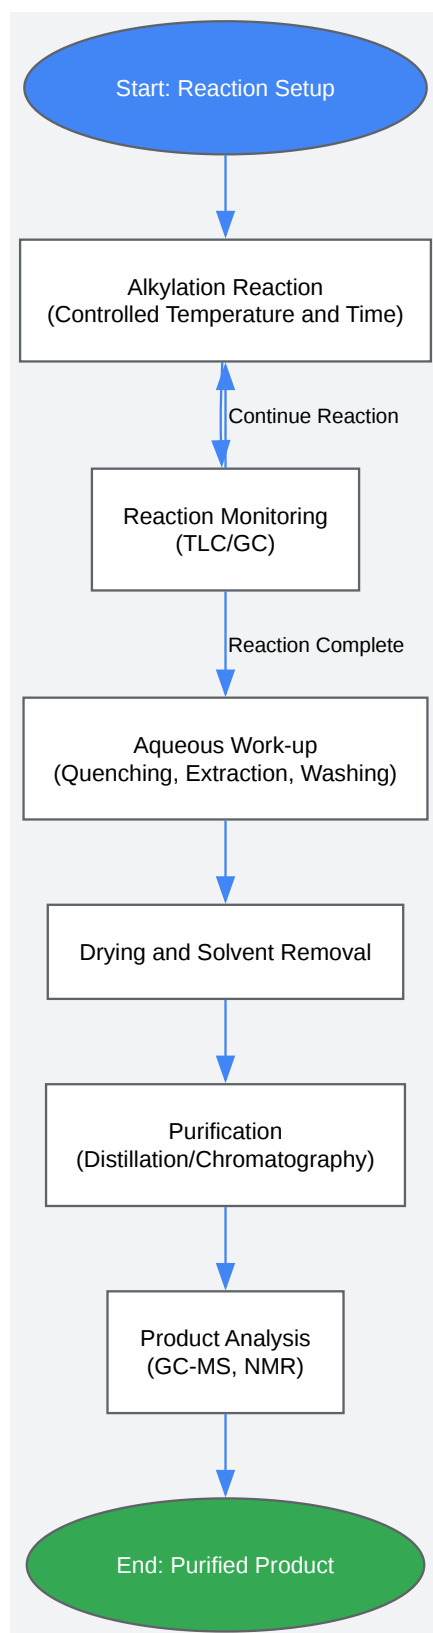 Start: Reaction Setup
Alkylation Reaction
(Controlled Temperature and Time)
Continue Reaction
Reaction Monitoring
(TLC/GC)
Reaction Complete
Aqueous Work-up
(Quenching, Extraction, Washing)
Drying and Solvent Removal
Purification
(Distillation/Chromatography)
Product Analysis
(GC-MS, NMR)
End: Purified Product